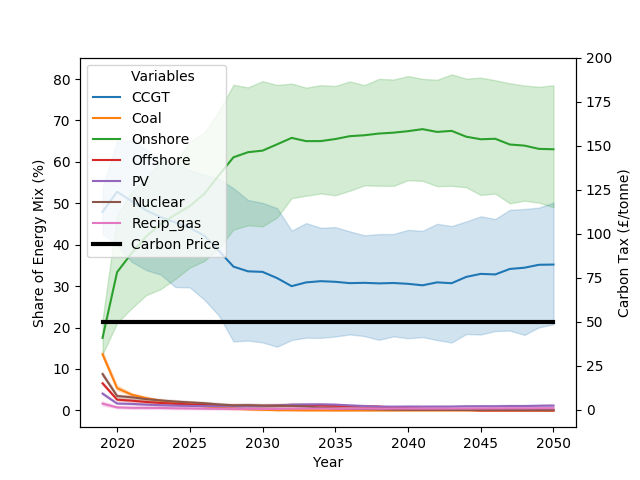 Variables
CCGT
Coal
Onshore
Offshore
PV
Nuclear
Recip_gas
Carbon Price
Share of Energy Mix (%)
80
70
60
50
40
30
20
10
0
200
175
150
125
100
75
50
25
0
Carbon Tax (£/tonne)
2020 2025 2030 2035 2040 2045 2050
Year